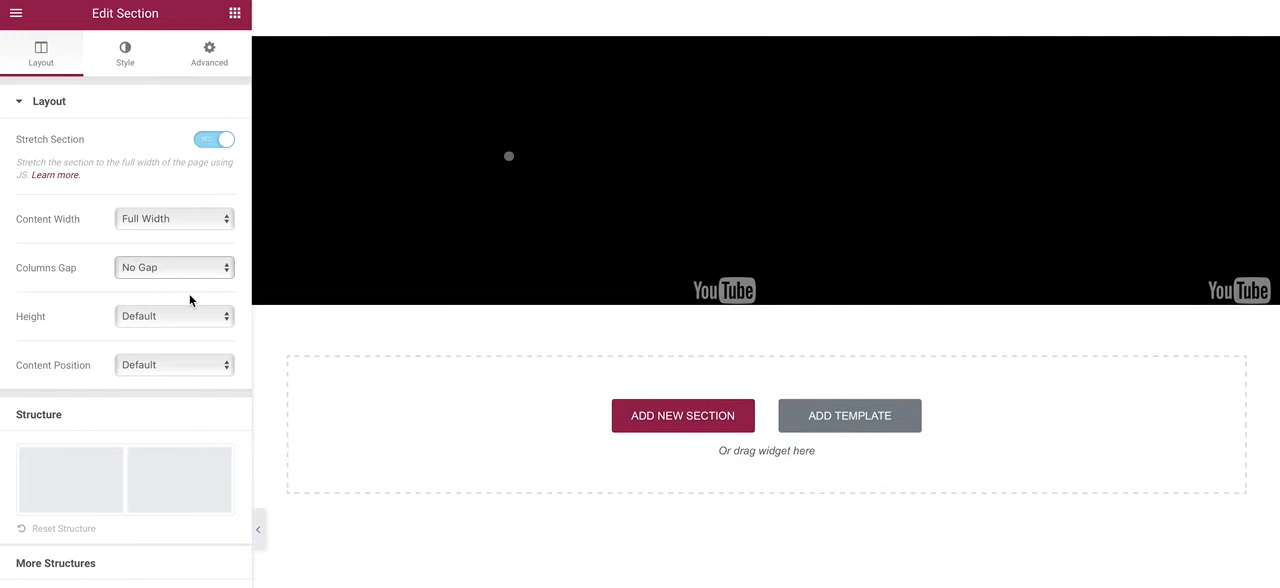 Edit Section
Layout
Style
Advanced
Layout
Stretch Section
YES
Stretch the section to the full width of the page using
JS. Learn more.
Content Width
Full Width
Columns Gap
No Gap
Height
Default
Content Position
Default
Structure
Reset Structure
More Structures
YouTube
YouTube
ADD NEW SECTION
ADD TEMPLATE
Or drag widget here